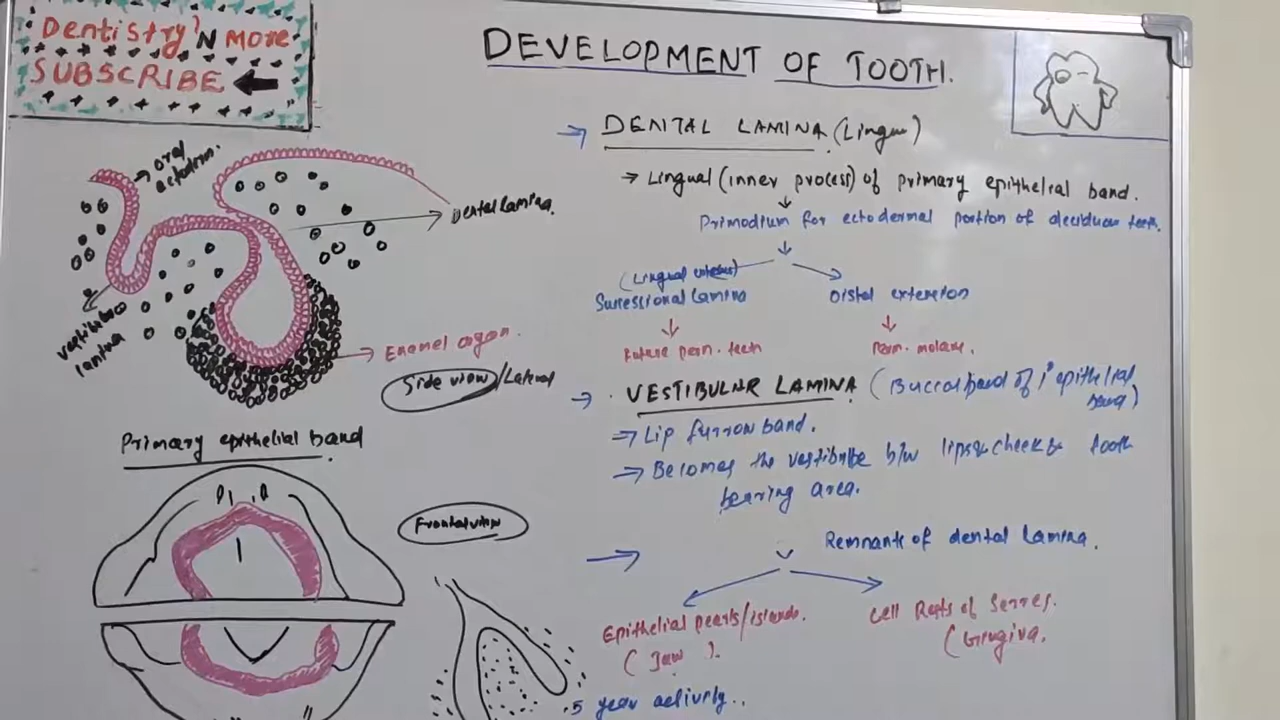 Dentistry'N More
SUBSCRIBE
DEVELOPMENT OF TOOTH.
oral
ectoderm.
Dental lamina.
vestibular
lamina
Enamel organ.
Side view/Lateral
Primary epithelial band
Frontal view
DENTAL LAMINA (Lingual)
→ Lingual (inner process) of primary epithelial band.
Primodium for ectodermal portion of deciduous teeth.
(Lingual extension)
Successional lamina
Distal extension
Future perm. teeth
Perm. molars.
VESTIBULAR LAMINA (Buccal band of 1° epithelial
band)
⇒ Lip furrow band.
⇒ Becomes the vestibule b/w lips & cheek & tooth
bearing area.
Remnants of dental lamina.
Epithelial pearls/islands.
(Jaw).
Cell Rests of Serres.
(Gingiva.
5 year activity..